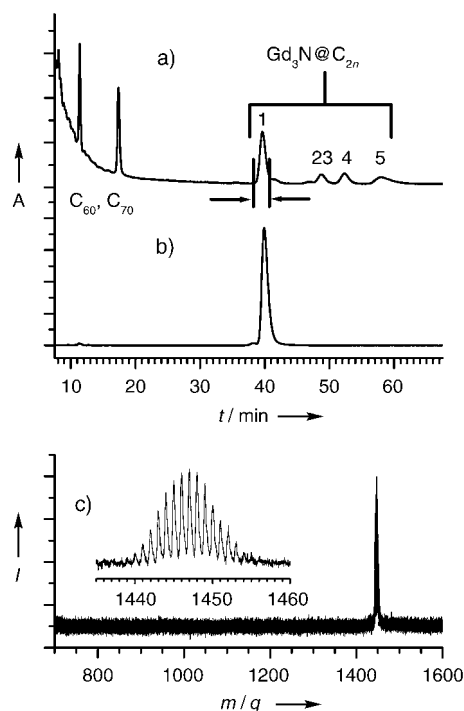 a)
Gd₃N@C₂ₙ
1
23 4 5
A
C₆₀, C₇₀
b)
10 20 30 40 50 60
t / min
c)
I
1440 1450 1460
800 1000 1200 1400 1600
m / q